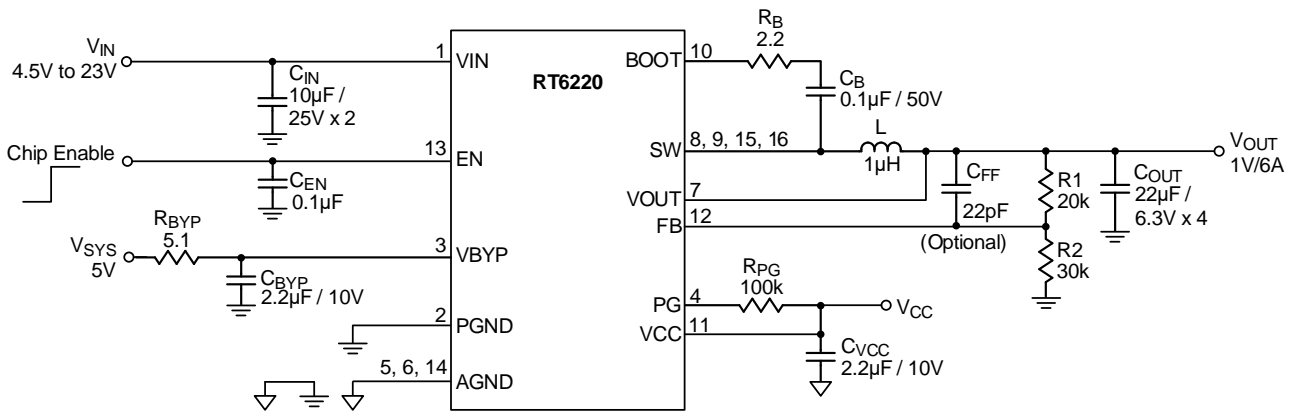 VIN
4.5V to 23V
1
VIN
CIN
10µF /
25V x 2
Chip Enable
13
EN
CEN
0.1µF
RBYP
5.1
VSYS
5V
3
VBYP
CBYP
2.2µF / 10V
2
PGND
5, 6, 14
AGND
RT6220
BOOT
10
RB
2.2
CB
0.1µF / 50V
SW
8, 9, 15, 16
L
1µH
VOUT
1V/6A
VOUT
7
CFF
22pF
(Optional)
R1
20k
COUT
22µF /
6.3V x 4
FB
12
R2
30k
PG
4
RPG
100k
VCC
VCC
11
CVCC
2.2µF / 10V